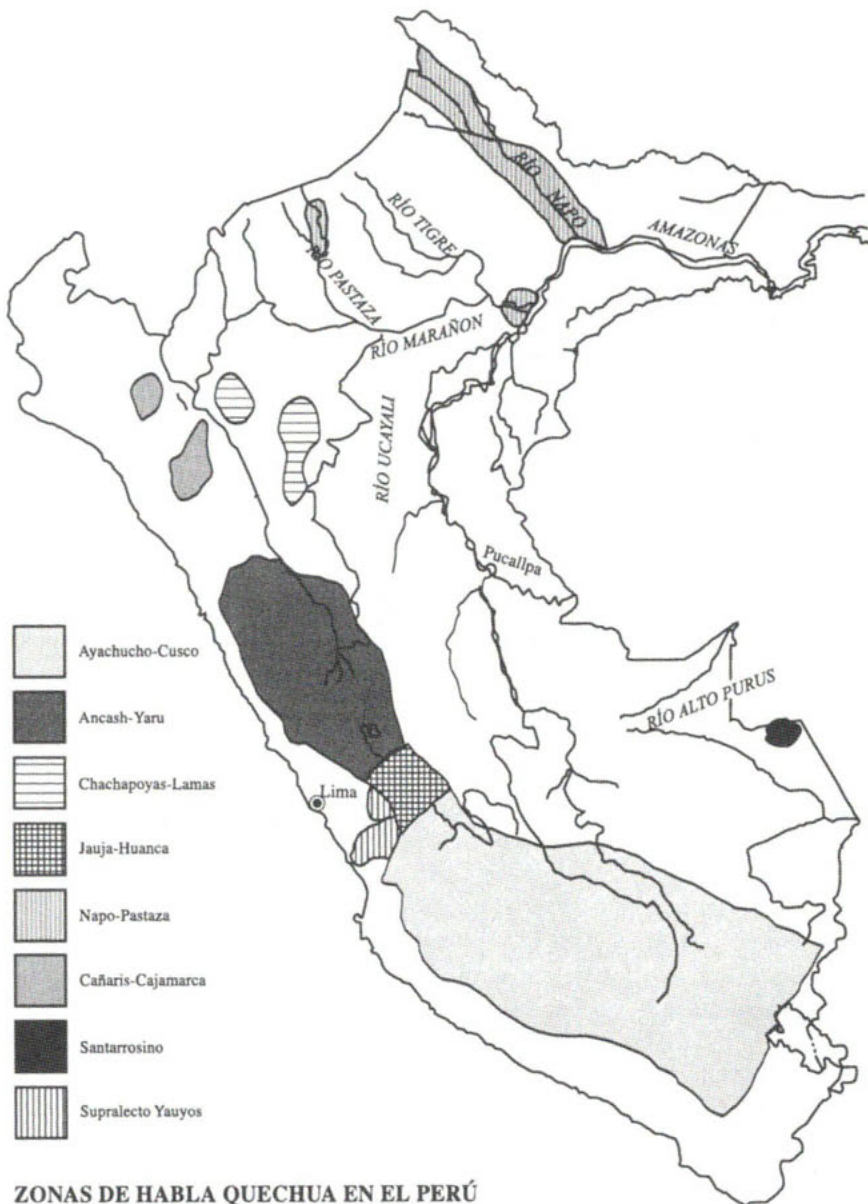 RÍO NAPO
RÍO TIGRE
AMAZONAS
RÍO PASTAZA
RÍO MARAÑON
RÍO UCAYALI
Pucallpa
RÍO ALTO PURUS
Lima
Ayachucho-Cusco
Ancash-Yaru
Chachapoyas-Lamas
Jauja-Huanca
Napo-Pastaza
Cañaris-Cajamarca
Santarrosino
Supralecto Yauyos
ZONAS DE HABLA QUECHUA EN EL PERÚ